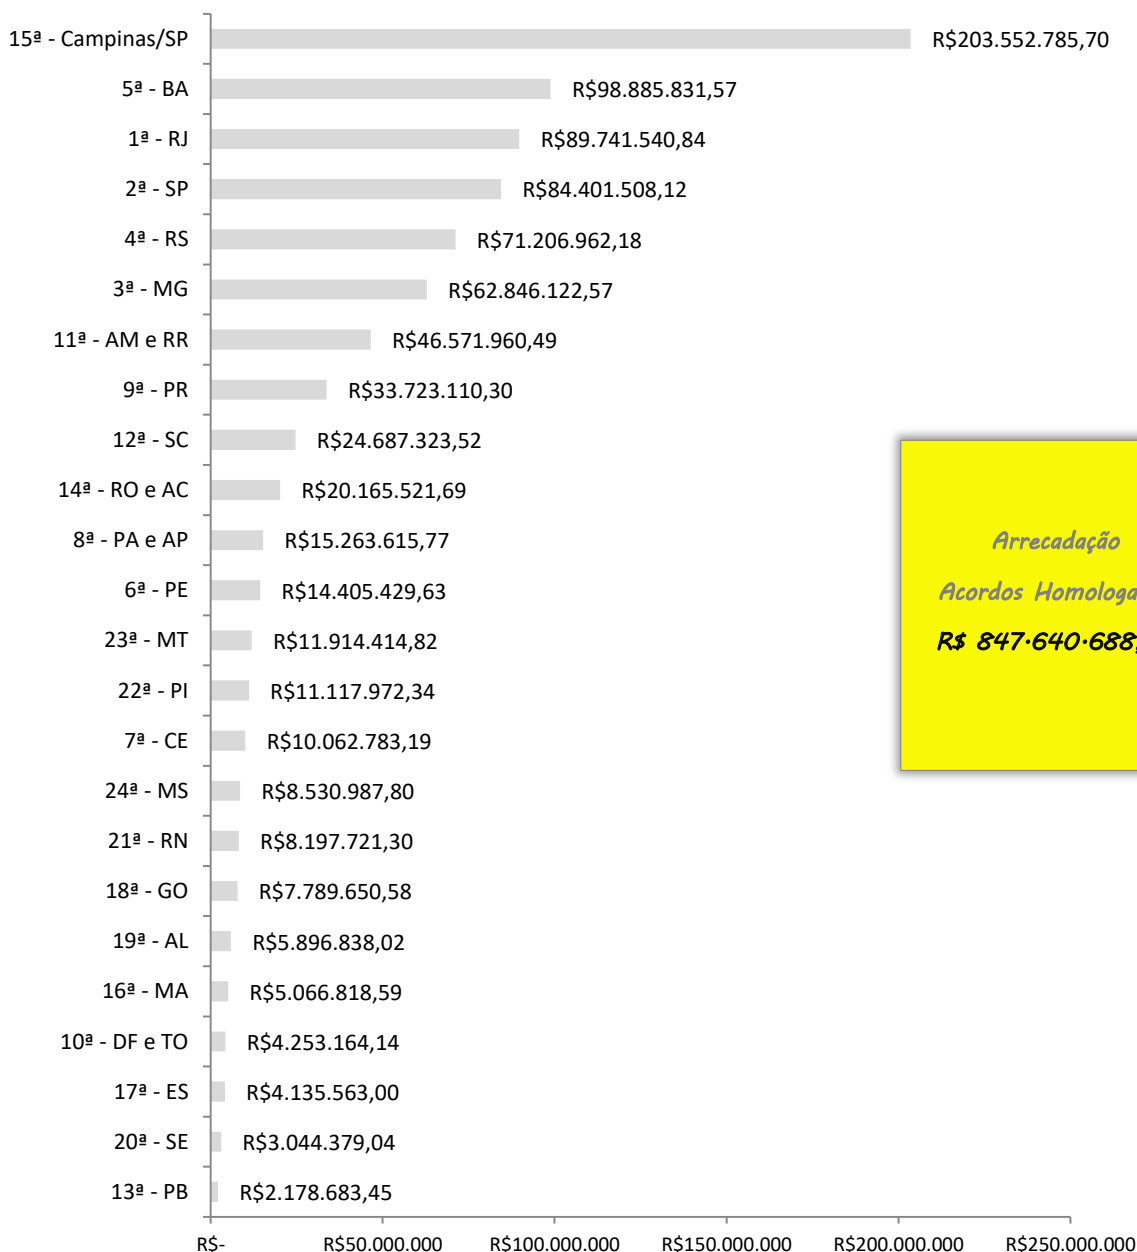 15ª - Campinas/SP R$203.552.785,70
5ª - BA R$98.885.831,57
1ª - RJ R$89.741.540,84
2ª - SP R$84.401.508,12
4ª - RS R$71.206.962,18
3ª - MG R$62.846.122,57
11ª - AM e RR R$46.571.960,49
9ª - PR R$33.723.110,30
12ª - SC R$24.687.323,52
14ª - RO e AC R$20.165.521,69
8ª - PA e AP R$15.263.615,77
6ª - PE R$14.405.429,63
23ª - MT R$11.914.414,82
22ª - PI R$11.117.972,34
7ª - CE R$10.062.783,19
24ª - MS R$8.530.987,80
21ª - RN R$8.197.721,30
18ª - GO R$7.789.650,58
19ª - AL R$5.896.838,02
16ª - MA R$5.066.818,59
10ª - DF e TO R$4.253.164,14
17ª - ES R$4.135.563,00
20ª - SE R$3.044.379,04
13ª - PB R$2.178.683,45
R$- R$50.000.000 R$100.000.000 R$150.000.000 R$200.000.000 R$250.000.000
Arrecadação
Acordos Homologa
R$ 847.640.688,